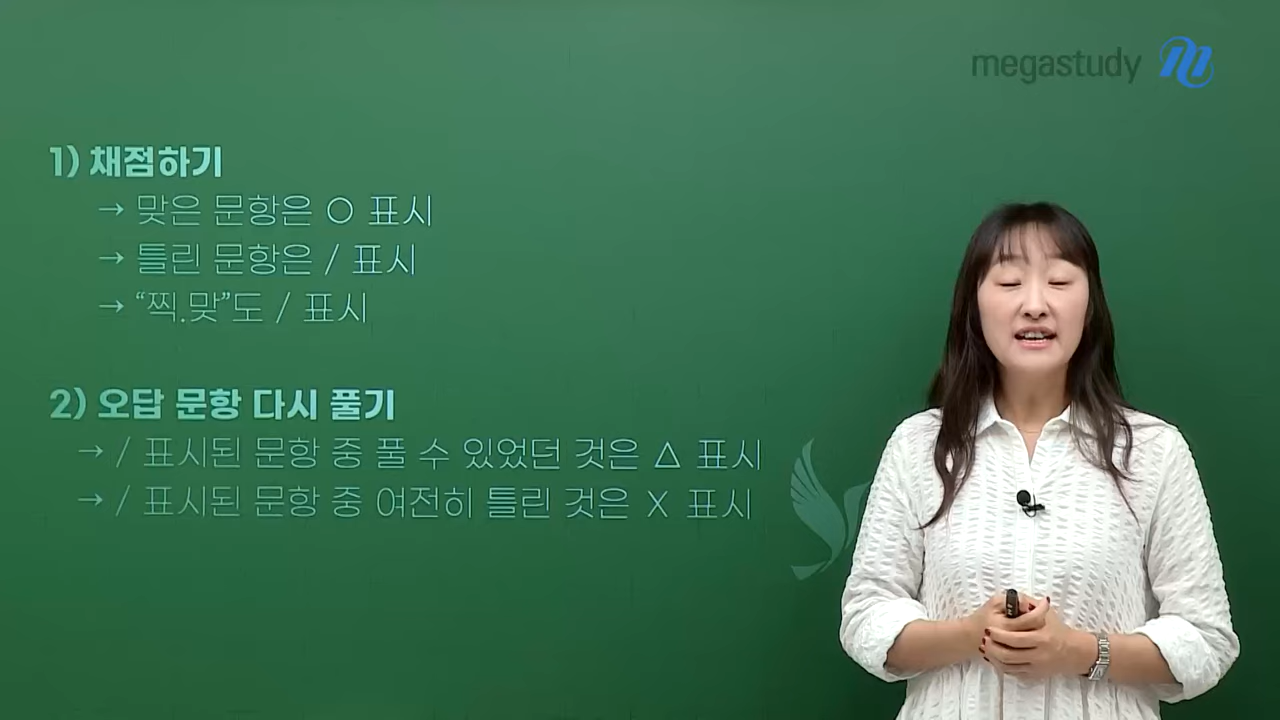 megastudy
1) 채점하기
→ 맞은 문항은 ○ 표시
→ 틀린 문항은 / 표시
→ “찍.맞”도 / 표시
2) 오답 문항 다시 풀기
→ / 표시된 문항 중 풀 수 있었던 것은 △ 표시
→ / 표시된 문항 중 여전히 틀린 것은 X 표시